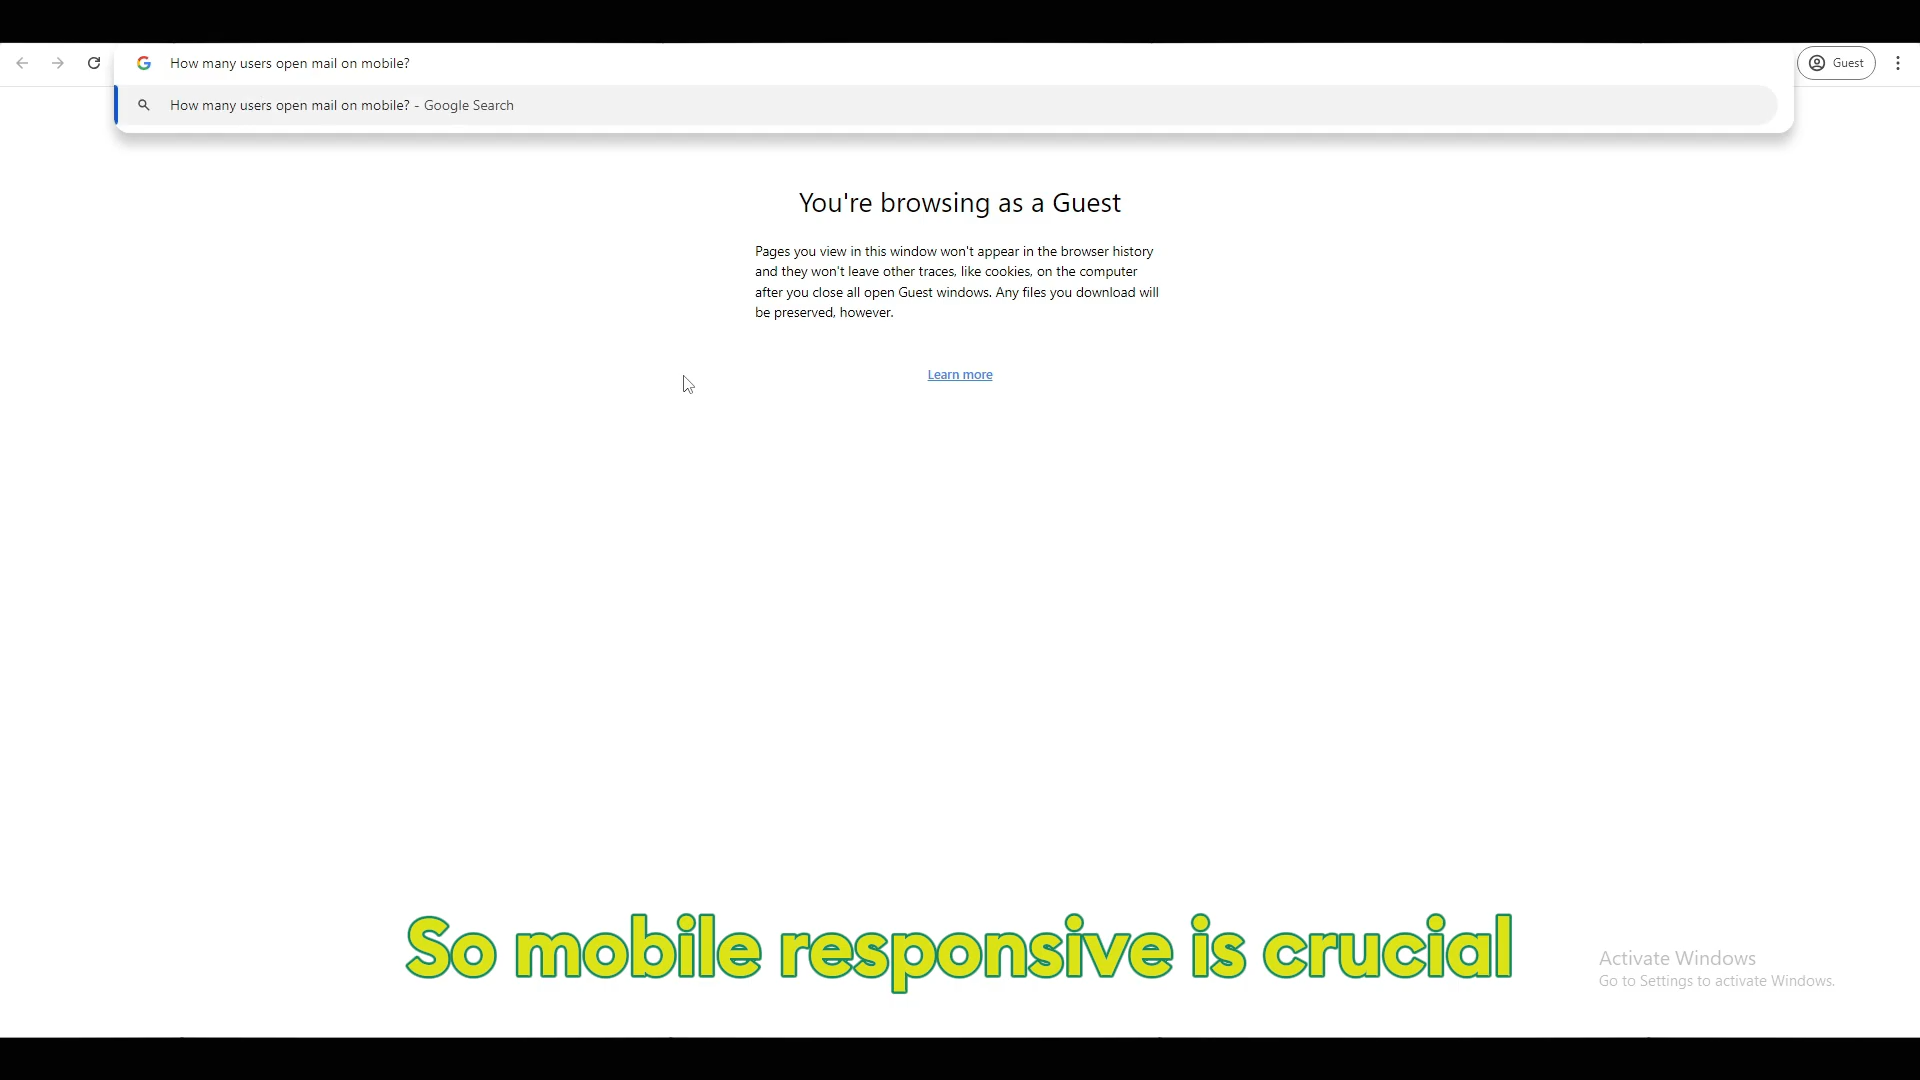 How many users open mail on mobile?
Guest
How many users open mail on mobile? - Google Search
You're browsing as a Guest
Pages you view in this window won't appear in the browser history
and they won't leave other traces, like cookies, on the computer
after you close all open Guest windows. Any files you download will
be preserved, however.
Learn more
So mobile responsive is crucial
Activate Windows
Go to Settings to activate Windows.